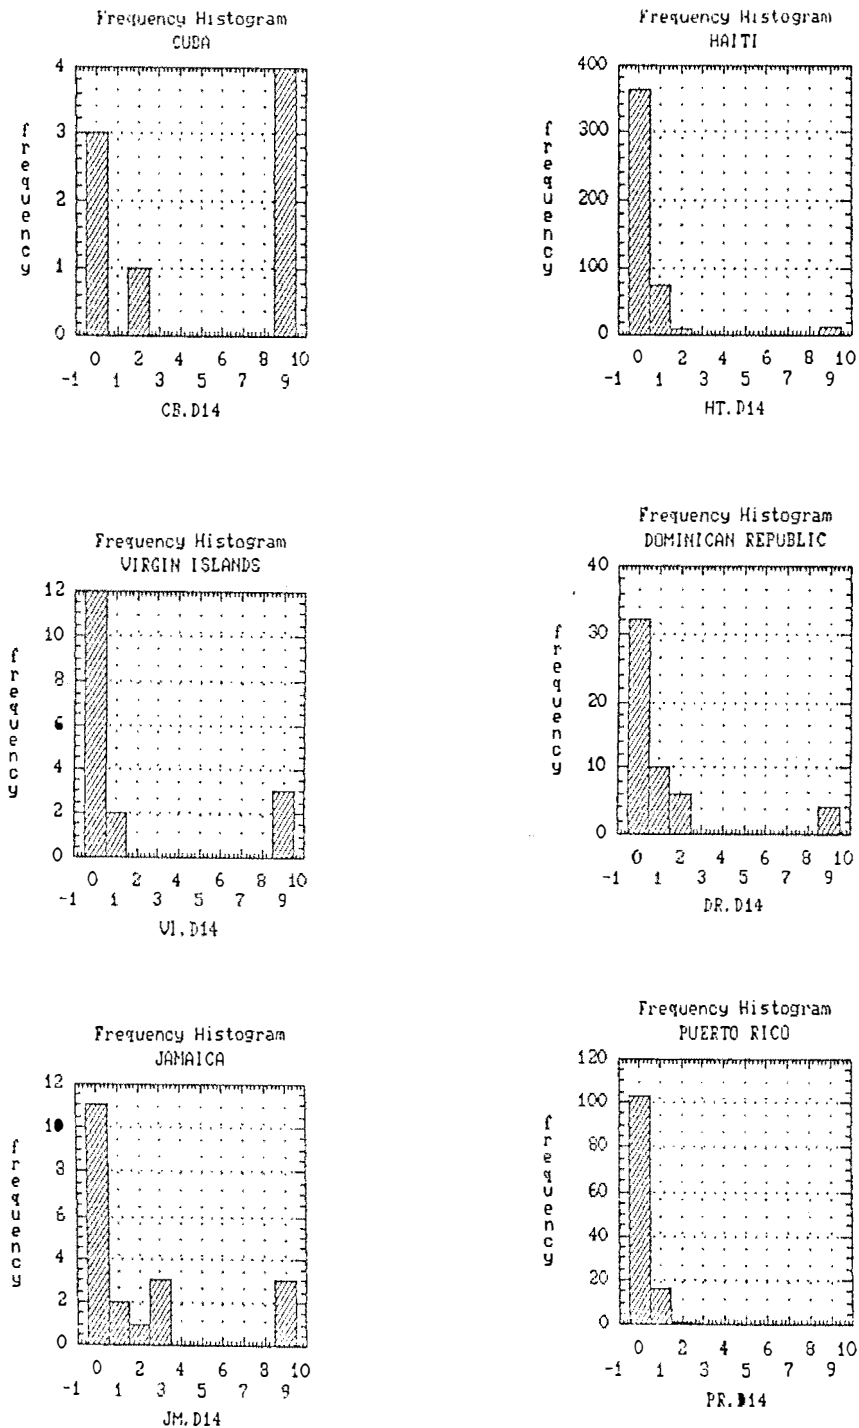 Frequency Histogram
CUBA
4
3
2
1
0
frequency
0 2 4 6 8 10
-1 1 3 5 7 9
CB.D14
Frequency Histogram
HAITI
400
300
200
100
0
frequency
0 2 4 6 8 10
-1 1 3 5 7 9
HT.D14
Frequency Histogram
VIRGIN ISLANDS
12
10
8
6
4
2
0
frequency
0 2 4 6 8 10
-1 1 3 5 7 9
VI.D14
Frequency Histogram
DOMINICAN REPUBLIC
40
30
20
10
0
frequency
0 2 4 6 8 10
-1 1 3 5 7 9
DR.D14
Frequency Histogram
JAMAICA
12
10
8
6
4
2
0
frequency
0 2 4 6 8 10
-1 1 3 5 7 9
JM.D14
Frequency Histogram
PUERTO RICO
120
100
80
60
40
20
0
frequency
0 2 4 6 8 10
-1 1 3 5 7 9
PR.D14